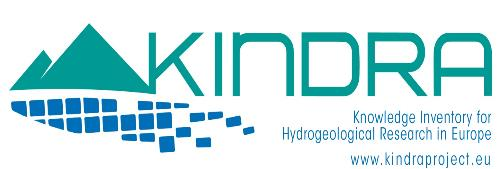 KINDRA
Knowledge Inventory for
Hydrogeological Research in Europe
www.kindraproject.eu